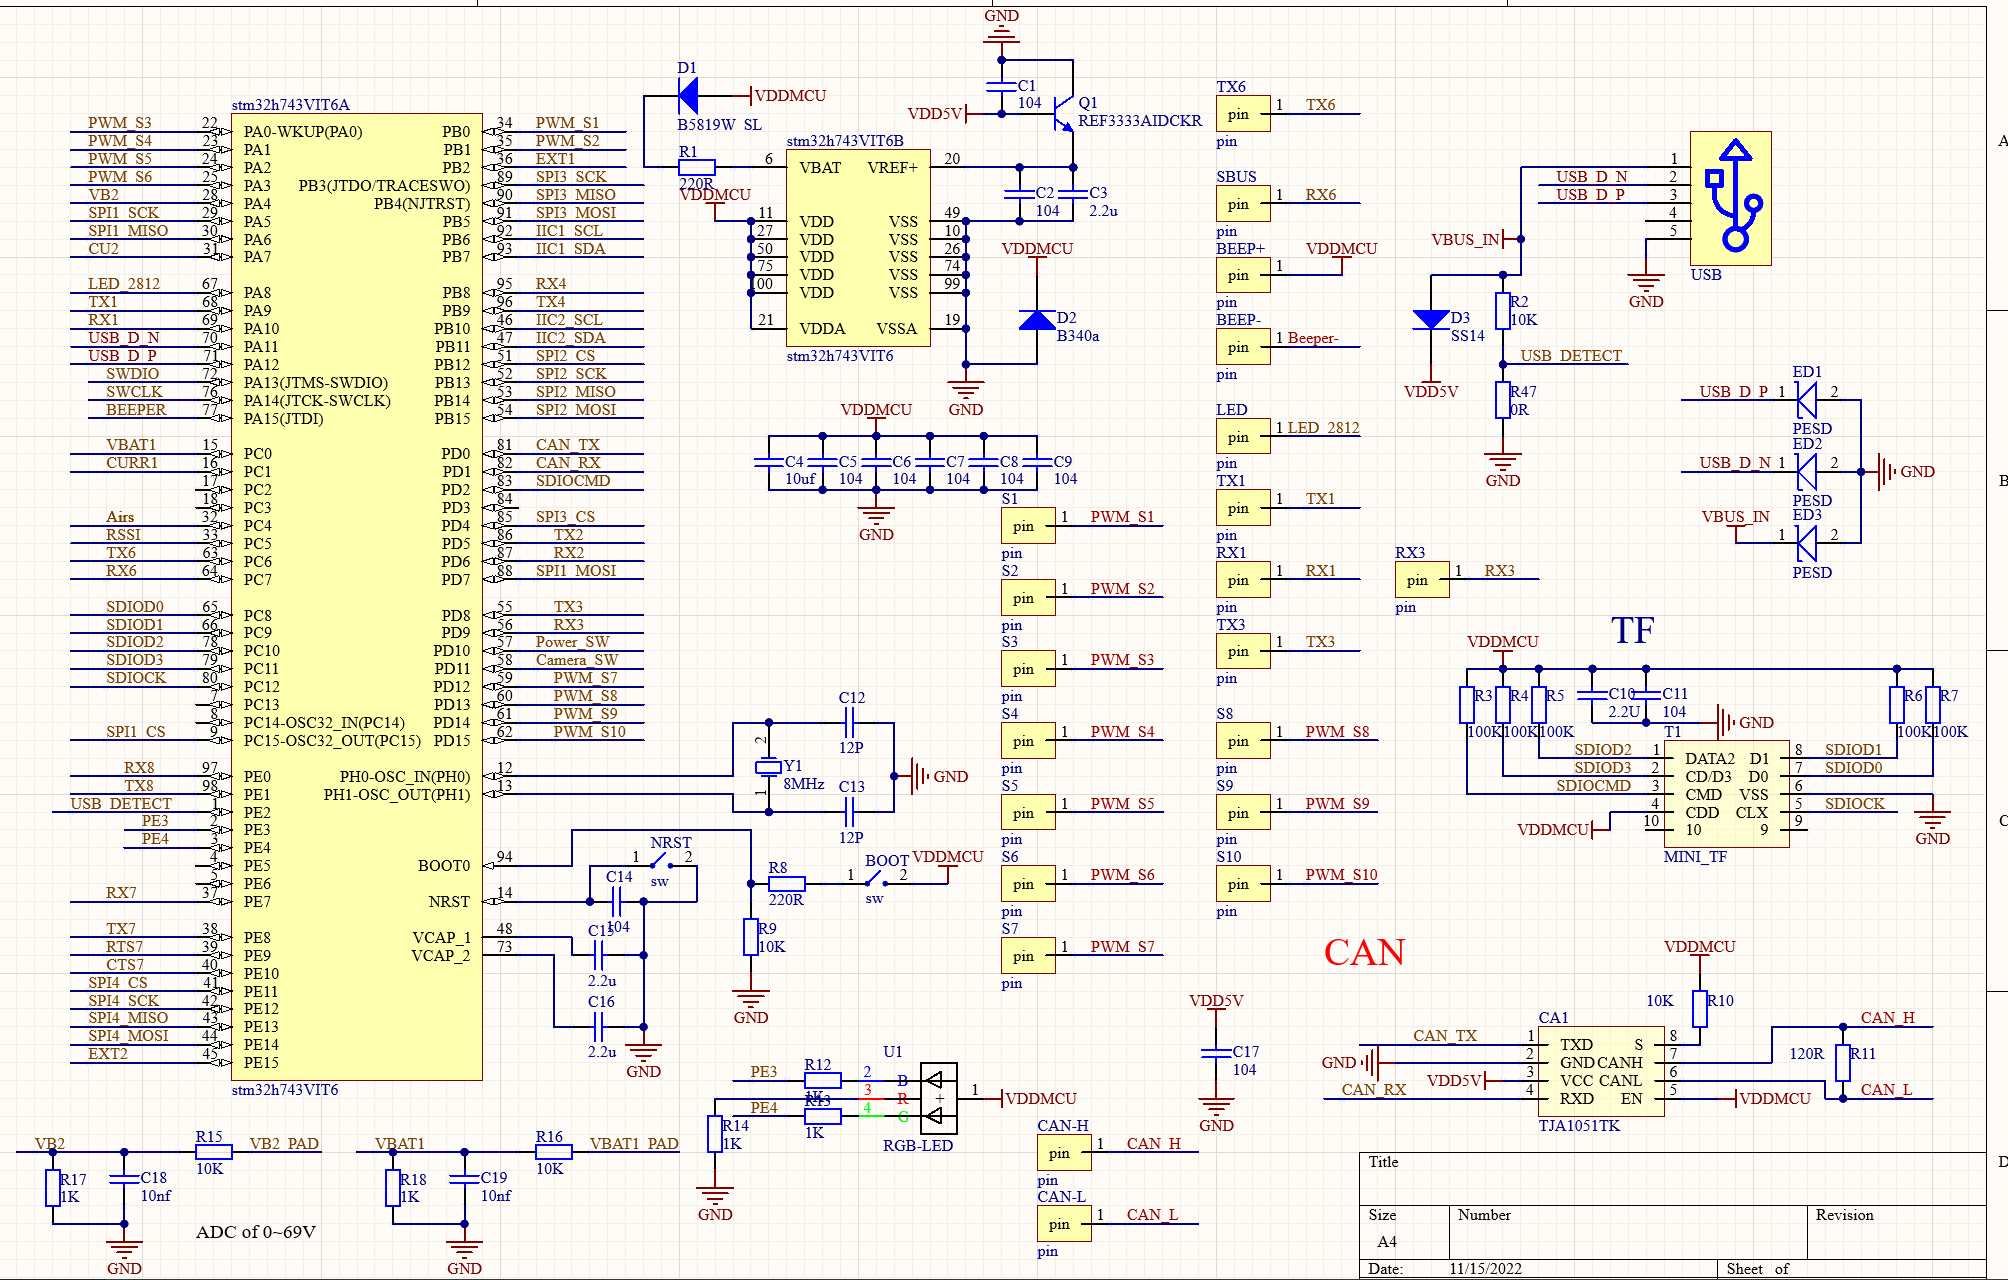 stm32h743VIT6A
PWM_S3 22 PA0-WKUP(PA0) PB0 34 PWM_S1
PWM_S4 23 PA1 PB1 35 PWM_S2
PWM_S5 24 PA2 PB2 36 EXT1
PWM_S6 25 PA3 PB3(JTDO/TRACESWO) 89 SPI3_SCK
VB2 28 PA4 PB4(NJTRST) 90 SPI3_MISO
SPI1_SCK 29 PA5 PB5 91 SPI3_MOSI
SPI1_MISO 30 PA6 PB6 92 IIC1_SCL
CU2 31 PA7 PB7 93 IIC1_SDA
LED_2812 67 PA8 PB8 95 RX4
TX1 68 PA9 PB9 96 TX4
RX1 69 PA10 PB10 46 IIC2_SCL
USB_D_N 70 PA11 PB11 47 IIC2_SDA
USB_D_P 71 PA12 PB12 51 SPI2_CS
SWDIO 72 PA13(JTMS-SWDIO) PB13 52 SPI2_SCK
SWCLK 76 PA14(JTCK-SWCLK) PB14 53 SPI2_MISO
BEEPER 77 PA15(JTDI) PB15 54 SPI2_MOSI
VBAT1 15 PC0 PD0 81 CAN_TX
CURR1 16 PC1 PD1 82 CAN_RX
17 PC2 PD2 83 SDIOCMD
18 PC3 PD3 84
Airs 32 PC4 PD4 85 SPI3_CS
RSSI 33 PC5 PD5 86 TX2
TX6 63 PC6 PD6 87 RX2
RX6 64 PC7 PD7 88 SPI1_MOSI
SDIOD0 65 PC8 PD8 55 TX3
SDIOD1 66 PC9 PD9 56 RX3
SDIOD2 78 PC10 PD10 57 Power_SW
SDIOD3 79 PC11 PD11 58 Camera_SW
SDIOCK 80 PC12 PD12 59 PWM_S7
7 PC13 PD13 60 PWM_S8
8 PC14-OSC32_IN(PC14) PD14 61 PWM_S9
SPI1_CS 9 PC15-OSC32_OUT(PC15) PD15 62 PWM_S10
RX8 97 PE0 PH0-OSC_IN(PH0) 12
TX8 98 PE1 PH1-OSC_OUT(PH1) 13
USB_DETECT 1 PE2
PE3 2 PE3
PE4 3 PE4
4 PE5 BOOT0 94
5 PE6
RX7 37 PE7 NRST 14
TX7 38 PE8 VCAP_1 48
RTS7 39 PE9 VCAP_2 73
CTS7 40 PE10
SPI4_CS 41 PE11
SPI4_SCK 42 PE12
SPI4_MISO 43 PE13
SPI4_MOSI 44 PE14
EXT2 45 PE15
stm32h743VIT6
D1
VDDMCU
B5819W SL
R1
220R
VDDMCU
GND
C1
104
VDD5V
Q1
REF3333AIDCKR
stm32h743VIT6B
6 VBAT VREF+ 20
11 VDD VSS 49
27 VDD VSS 10
50 VDD VSS 26
75 VDD VSS 74
100 VDD VSS 99
21 VDDA VSSA 19
stm32h743VIT6
C2
104
C3
2.2u
VDDMCU
D2
B340a
GND
VDDMCU
C4 C5 C6 C7 C8 C9
10uf 104 104 104 104 104
GND
C12
12P
2
Y1
8MHz
1
GND
C13
12P
NRST
1 2
sw
C14
104
C15
2.2u
C16
2.2u
GND
R8
220R
BOOT
1 2
sw
VDDMCU
R9
10K
GND
S1
pin 1 PWM_S1
pin
S2
pin 1 PWM_S2
pin
S3
pin 1 PWM_S3
pin
S4
pin 1 PWM_S4
pin
S5
pin 1 PWM_S5
pin
S6
pin 1 PWM_S6
pin
S7
pin 1 PWM_S7
pin
TX6
pin 1 TX6
pin
SBUS
pin 1 RX6
pin
BEEP+
pin 1 VDDMCU
pin
BEEP-
pin 1 Beeper-
pin
LED
pin 1 LED_2812
pin
TX1
pin 1 TX1
pin
RX1
pin 1 RX1
pin
TX3
pin 1 TX3
pin
RX3
pin 1 RX3
pin
S8
pin 1 PWM_S8
pin
S9
pin 1 PWM_S9
pin
S10
pin 1 PWM_S10
pin
1
USB_D_N 2
USB_D_P 3
4
5
USB
GND
VBUS_IN
D3
SS14
VDD5V
R2
10K
USB_DETECT
R47
0R
GND
ED1
USB_D_P 1 2
PESD
ED2
USB_D_N 1 2
PESD
GND
ED3
VBUS_IN 1 2
PESD
TF
VDDMCU
R3 R4 R5 C10 C11 R6 R7
2.2U 104 GND
100K 100K 100K 100K 100K
T1
SDIOD2 1 DATA2 D1 8 SDIOD1
SDIOD3 2 CD/D3 D0 7 SDIOD0
SDIOCMD 3 CMD VSS 6
4 CDD CLX 5 SDIOCK
VDDMCU 10 10 9 9
GND
MINI_TF
CAN
VDDMCU
10K R10
CA1
CAN_TX 1 TXD S 8
GND 2 GND CANH 7
VDD5V 3 VCC CANL 6
CAN_RX 4 RXD EN 5 VDDMCU
TJA1051TK
CAN_H
120R R11
CAN_L
VDD5V
C17
104
GND
U1
PE3 R12 2 B
1K
3 R + 1 VDDMCU
PE4 R13 4 G
1K
RGB-LED
R14
1K
GND
CAN-H
pin 1 CAN_H
pin
CAN-L
pin 1 CAN_L
pin
VB2 R15 VB2_PAD
10K
R17
1K
C18
10nf
GND
VBAT1 R16 VBAT1_PAD
10K
R18
1K
C19
10nf
GND
ADC of 0~69V
Title
Size Number Revision
A4
Date: 11/15/2022 Sheet of
A
B
C
D